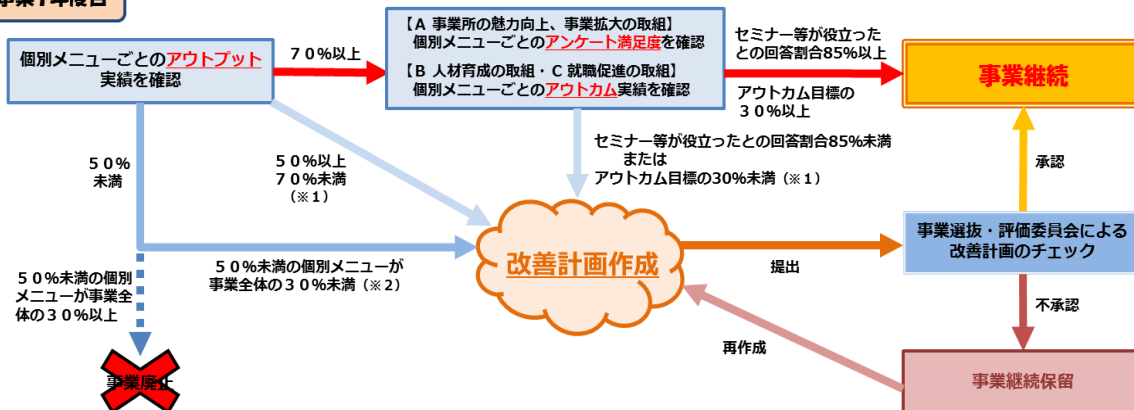 事業1年度目
個別メニューごとのアウトプット
実績を確認
70%以上
【A 事業所の魅力向上、事業拡大の取組】
個別メニューごとのアンケート満足度を確認
【B 人材育成の取組・C 就職促進の取組】
個別メニューごとのアウトカム実績を確認
セミナー等が役立った
との回答割合85%以上
アウトカム目標の
30%以上
事業継続
50%
未満
50%以上
70%未満
(※1)
セミナー等が役立ったとの回答割合85%未満
または
アウトカム目標の30%未満(※1)
承認
50%未満の個別
メニューが事業全
体の30%以上
50%未満の個別メニューが
事業全体の30%未満(※2)
改善計画作成
提出
事業選抜・評価委員会による
改善計画のチェック
不承認
再作成
事業廃止
事業継続保留